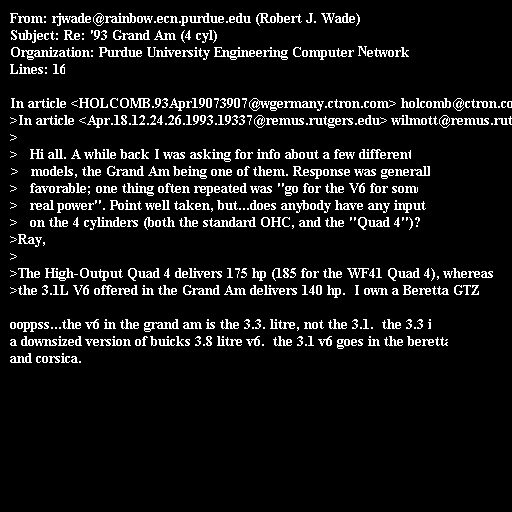 From: rjwade@rainbow.ecn.purdue.edu (Robert J. Wade)
Subject: Re: '93 Grand Am (4 cyl)
Organization: Purdue University Engineering Computer Network
Lines: 16
In article <HOLCOMB.93Apr19073907@wgermany.ctron.com> holcomb@ctron.co
>In article <Apr.18.12.24.26.1993.19337@remus.rutgers.edu> wilmott@remus.rut
>
> Hi all. A while back I was asking for info about a few different
> models, the Grand Am being one of them. Response was generall
> favorable; one thing often repeated was "go for the V6 for som
> real power". Point well taken, but...does anybody have any input
> on the 4 cylinders (both the standard OHC, and the "Quad 4")?
>Ray,
>
>The High-Output Quad 4 delivers 175 hp (185 for the WF41 Quad 4), whereas
>the 3.1L V6 offered in the Grand Am delivers 140 hp. I own a Beretta GTZ
ooppss...the v6 in the grand am is the 3.3. litre, not the 3.1. the 3.3 i
a downsized version of buicks 3.8 litre v6. the 3.1 v6 goes in the beretta
and corsica.